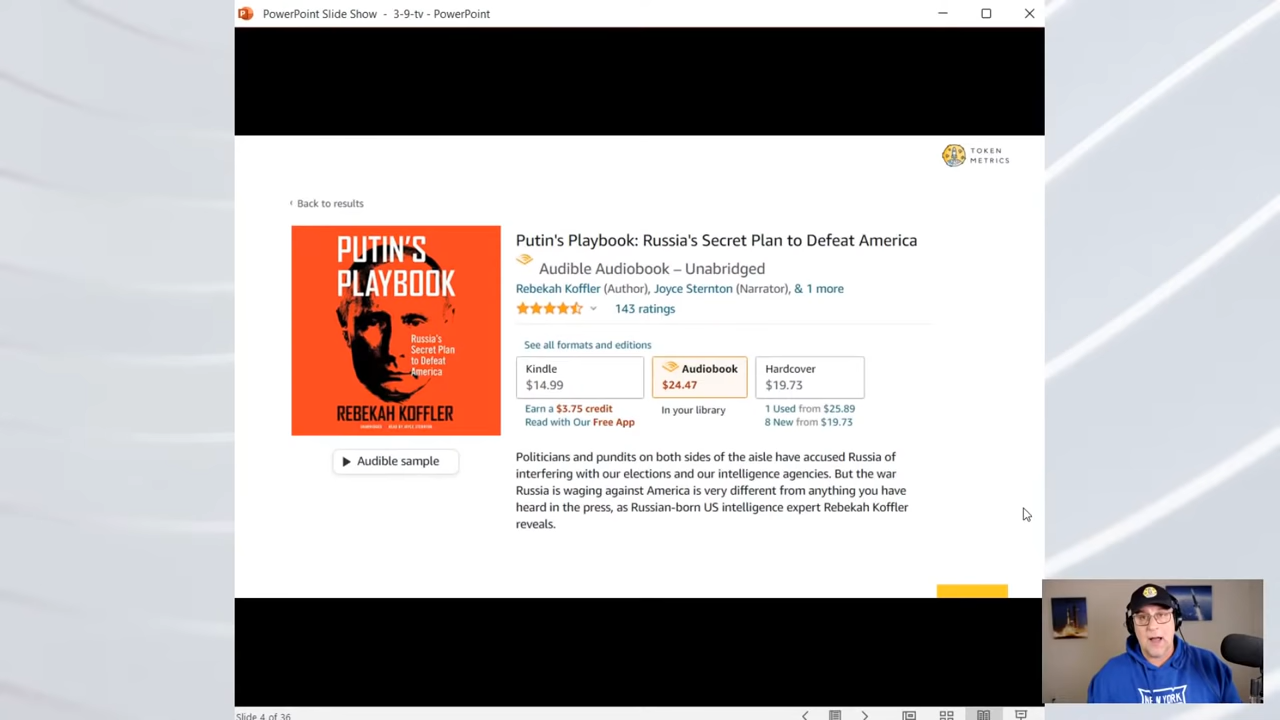 PowerPoint Slide Show - 3-9-tv - PowerPoint
TOKEN
METRICS
Back to results
PUTIN'S
PLAYBOOK
Russia's
Secret Plan
to Defeat
America
REBEKAH KOFFLER
UNABRIDGED READ BY JOYCE STERNTON
Audible sample
Putin's Playbook: Russia's Secret Plan to Defeat America
Audible Audiobook – Unabridged
Rebekah Koffler (Author), Joyce Sternton (Narrator), & 1 more
143 ratings
See all formats and editions
Kindle
$14.99
Earn a $3.75 credit
Read with Our Free App
Audiobook
$24.47
In your library
Hardcover
$19.73
1 Used from $25.89
8 New from $19.73
Politicians and pundits on both sides of the aisle have accused Russia of
interfering with our elections and our intelligence agencies. But the war
Russia is waging against America is very different from anything you have
heard in the press, as Russian-born US intelligence expert Rebekah Koffler
reveals.
NEW YORK
Slide 4 of 36